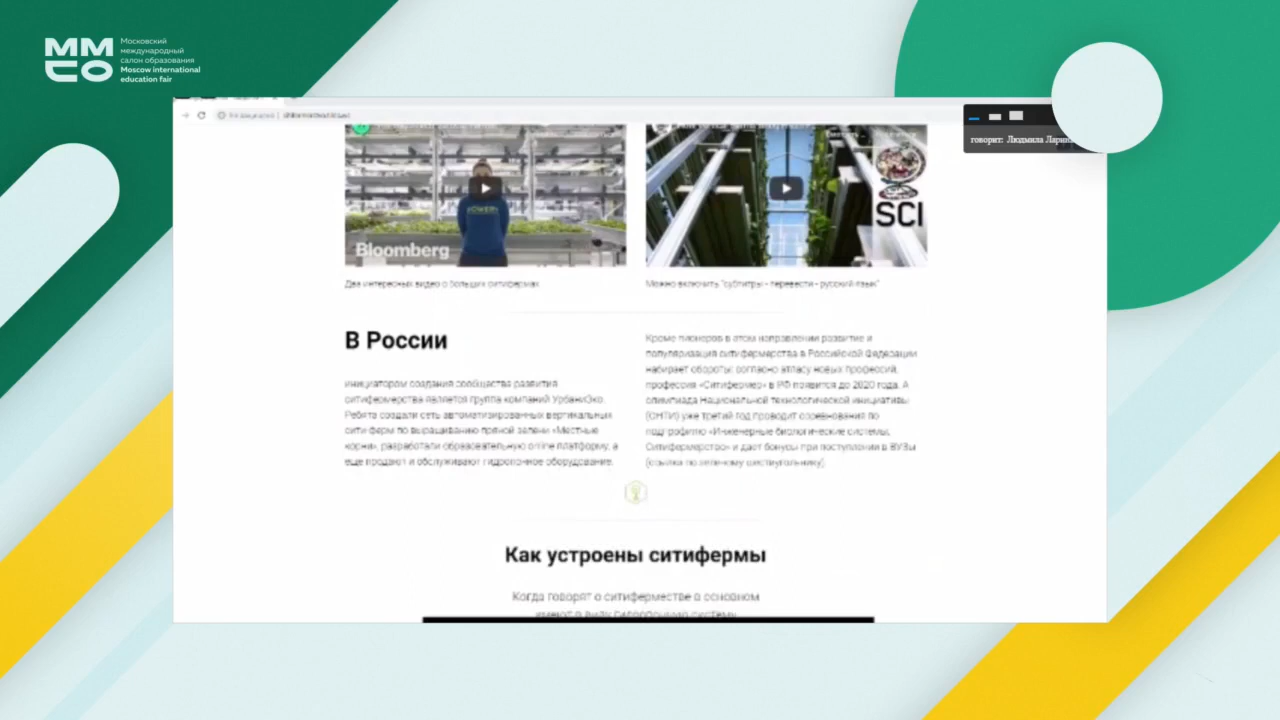 ММ
СО
Московский
международный
салон образования
Moscow international
education fair
говорит: Людмила
Bloomberg
SCI
Два интересных видео о больших ситифермах
Можно включить "субтитры - перевести - русский язык"
В России
инициатором создания сообщества развития
ситифермерства является группа компаний УрбаниЭко.
Ребята создали сеть автоматизированных вертикальных
сити-ферм по выращиванию пряной зелени «Местные
корни», разработали образовательную online платформу, а
еще продают и обслуживают гидропонное оборудование.
Кроме пионеров в этом направлении развитие и
популяризация ситифермерства в Российской Федерации
набирает обороты: согласно атласу новых профессий,
профессия «Ситифермер» в РФ появится до 2020 года. А
олимпиада Национальной технологической инициативы
(ОНТИ) уже третий год проводит соревнования по
подпрофилю «Инженерные биологические системы:
Ситифермерство» и дает бонусы при поступлении в ВУЗы
(ссылка по зеленому шестиугольнику)
Как устроены ситифермы
Когда говорят о ситифермерстве в основном
имеют в виду гидропонную систему